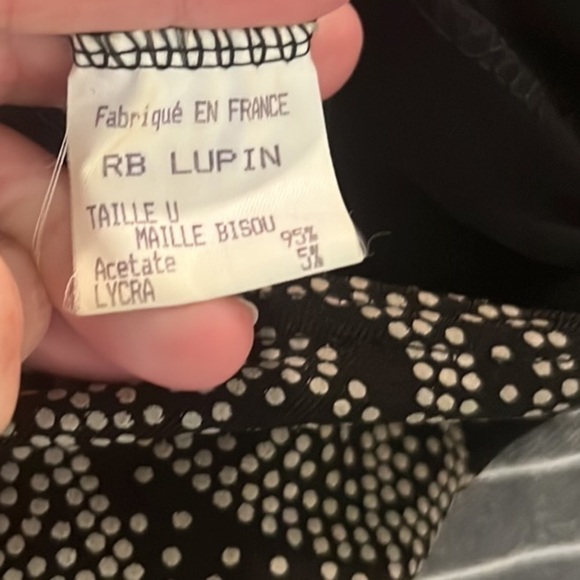 Fabriqué EN FRANCE
RB LUPIN
TAILLE U
MAILLE BISOU
Acetate 95%
LYCRA 5%